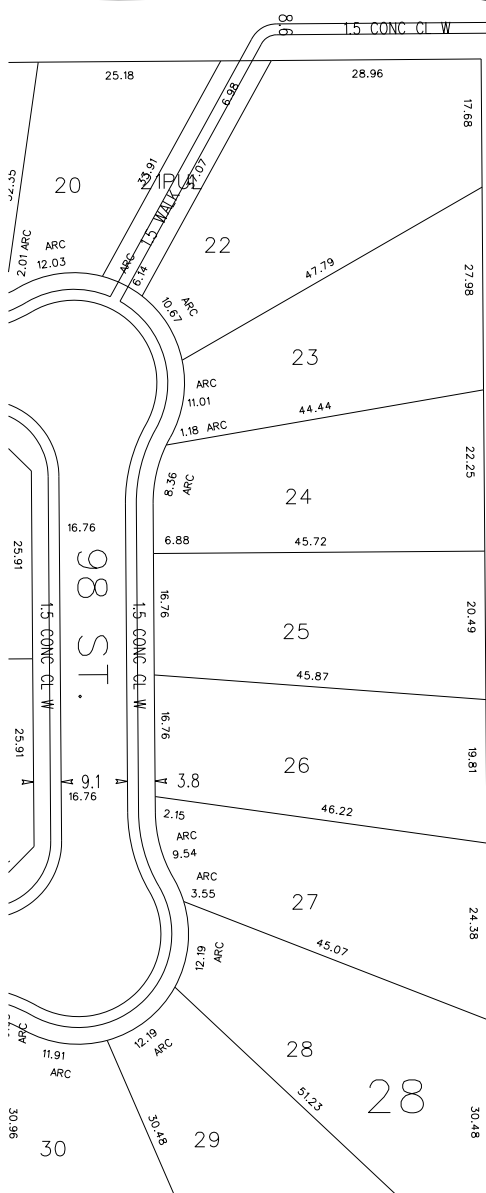 8.6
1.5 CONC CL W
25.18
28.96
6.98
17.68
33.91
37.07
21PUL
20
1.5 WALK
22
2.01 ARC
ARC
12.03
ARC
6.14
47.79
27.98
10.67
ARC
23
ARC
11.01
44.44
1.18 ARC
22.25
8.36
ARC
24
16.76
6.88
45.72
25.91
98 ST.
16.76
20.49
1.5 CONC CL W
1.5 CONC CL W
25
45.87
16.76
25.91
19.81
26
9.1
3.8
16.76
46.22
2.15
ARC
9.54
ARC
3.55
27
24.38
45.07
12.19
ARC
ARC
12.19
ARC
11.91
ARC
28
28
51.23
30.96
30.48
30.48
30
29